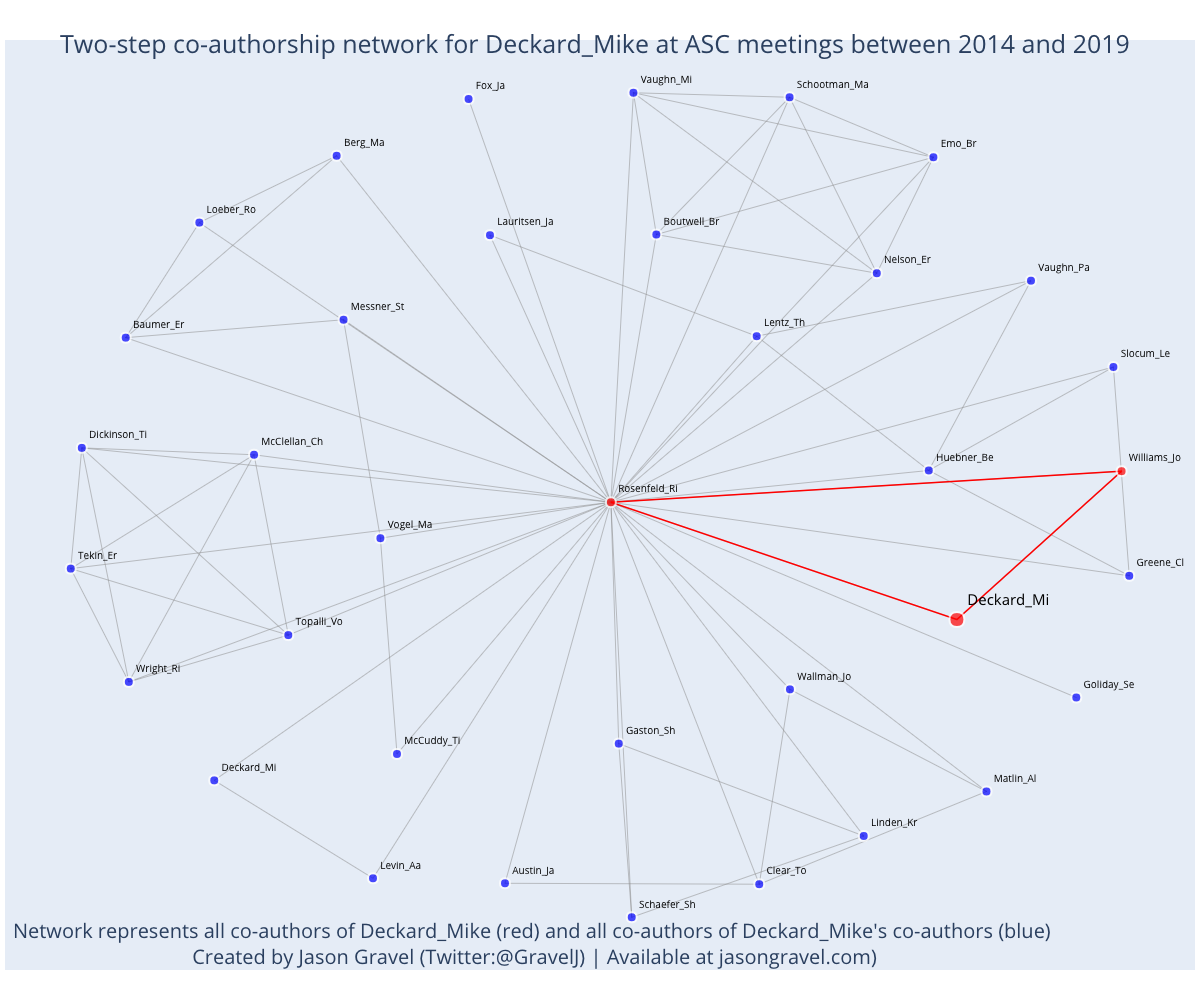 Two-step co-authorship network for Deckard_Mike at ASC meetings between 2014 and 2019
Fox_Ja
Vaughn_Mi
Schootman_Ma
Berg_Ma
Emo_Br
Loeber_Ro
Lauritsen_Ja
Boutwell_Br
Nelson_Er
Vaughn_Pa
Messner_St
Baumer_Er
Lentz_Th
Slocum_Le
Dickinson_Ti
McClellan_Ch
Huebner_Be
Williams_Jo
Rosenfeld_Ri
Vogel_Ma
Tekin_Er
Greene_Cl
Deckard_Mi
Topalli_Vo
Wright_Ri
Wallman_Jo
Goliday_Se
Gaston_Sh
McCuddy_Ti
Deckard_Mi
Matlin_Al
Linden_Kr
Levin_Aa
Austin_Ja
Clear_To
Schaefer_Sh
Network represents all co-authors of Deckard_Mike (red) and all co-authors of Deckard_Mike's co-authors (blue)
Created by Jason Gravel (Twitter:@GravelJ) | Available at jasongravel.com)